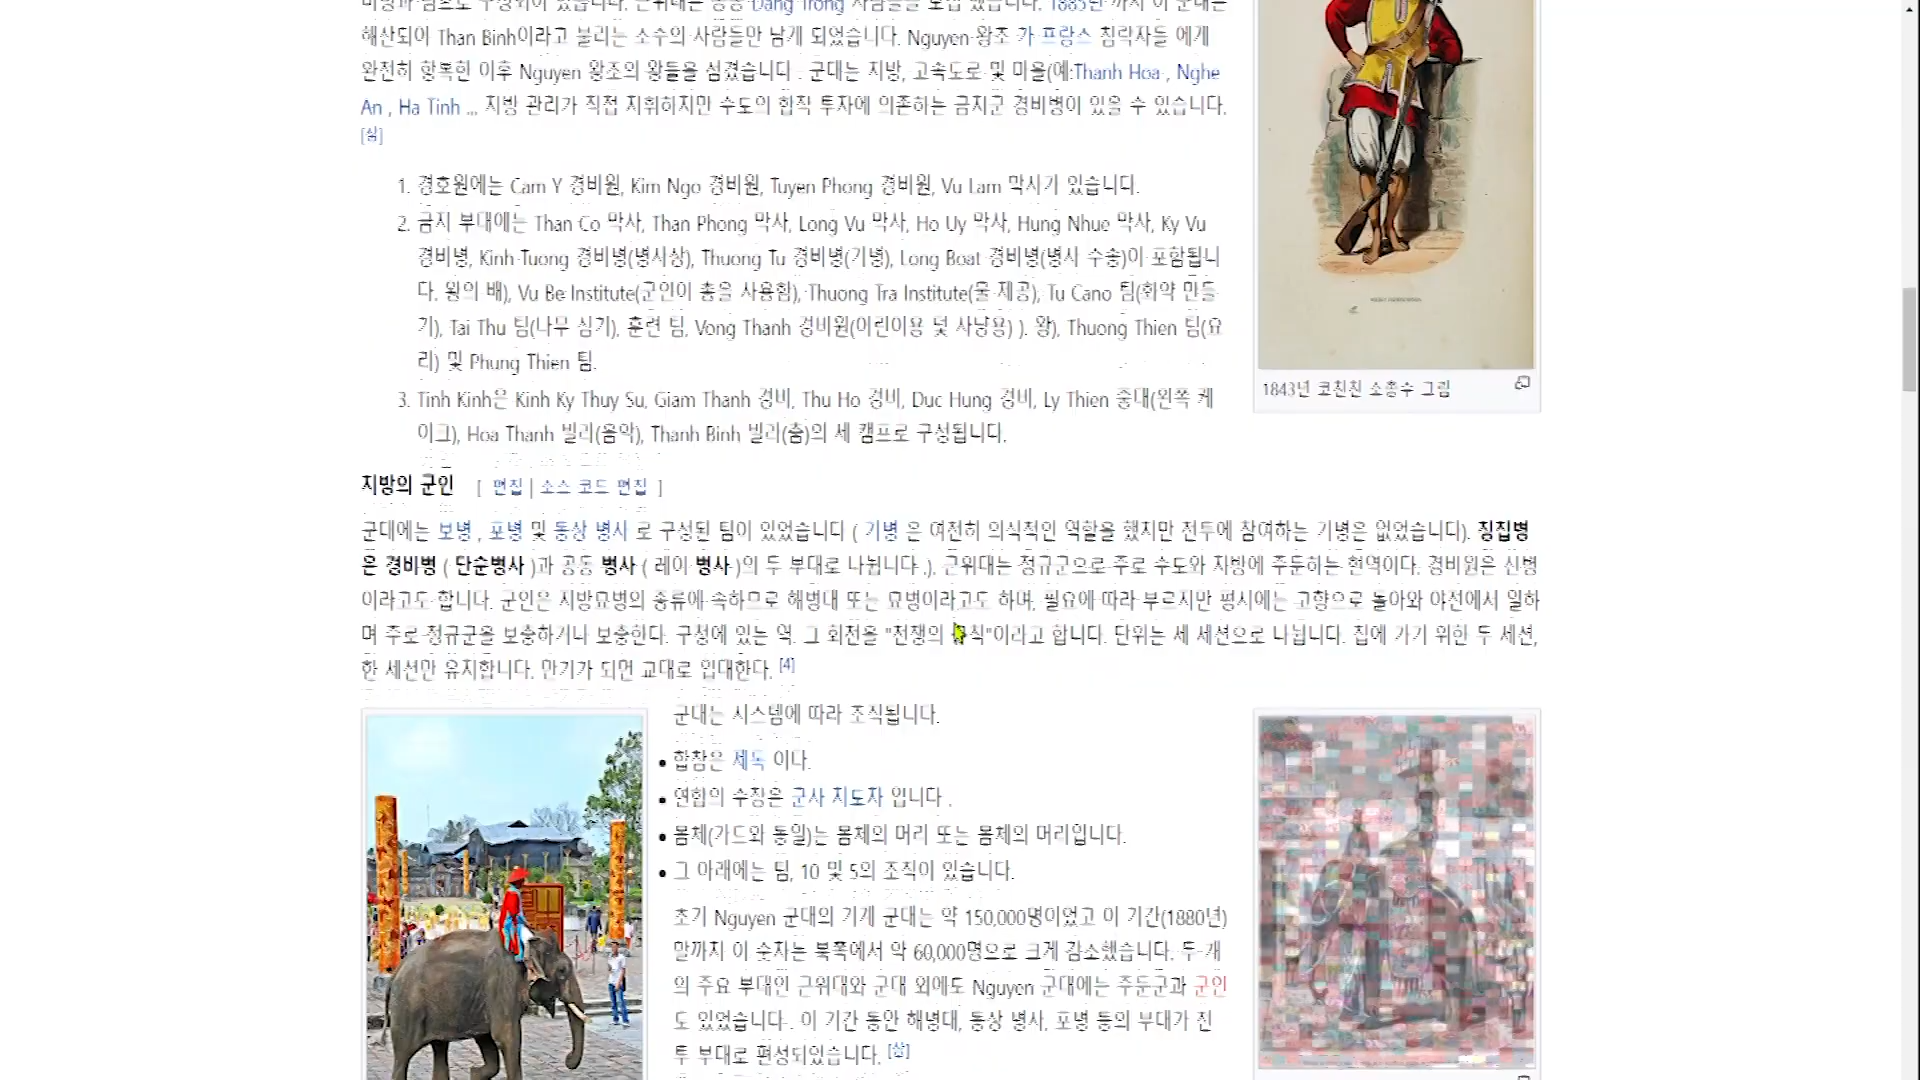 해산되어 Than Binh이라고 불리는 소수의 사람들만 남게 되었습니다. Nguyen 왕조 가 프랑스 침략자들 에게
완전히 항복한 이후 Nguyen 왕조의 왕들을 섬겼습니다 . 군대는 지방, 고속도로 및 마을(예:Thanh Hoa , Nghe
An , Ha Tinh ... 지방 관리가 직접 지휘하지만 수도의 합작 투자에 의존하는 금지군 경비병이 있을 수 있습니다.
[삼]
1. 경호원에는 Cam Y 경비원, Kim Ngo 경비원, Tuyen Phong 경비원, Vu Lam 막사가 있습니다.
2. 금지 부대에는 Than Co 막사, Than Phong 막사, Long Vu 막사, Ho Uy 막사, Hung Nhue 막사, Ky Vu
경비병, Kinh Tuong 경비병(병사상), Thuong Tu 경비병(기병), Long Boat 경비병(병사 수송)이 포함됩니
다. 왕의 배), Vu Be Institute(군인이 총을 사용함), Thuong Tra Institute(물 제공), Tu Cano 팀(화약 만들
기), Tai Thu 팀(나무 심기), 훈련 팀, Vong Thanh 경비원(어린이용 덫 사냥용) ). 왕), Thuong Thien 팀(요
리) 및 Phung Thien 팀.
3. Tinh Kinh은 Kinh Ky Thuy Su, Giam Thanh 경비, Thu Ho 경비, Duc Hung 경비, Ly Thien 중대(왼쪽 케
이크), Hoa Thanh 빌라(음악), Thanh Binh 빌라(춤)의 세 캠프로 구성됩니다.
1843년 코친친 소총수 그림
지방의 군인 [ 편집 | 소스 코드 편집 ]
군대에는 보병 , 포병 및 동상 병사 로 구성된 팀이 있었습니다 ( 기병 은 여전히 의식적인 역할을 했지만 전투에 참여하는 기병은 없었습니다). 징집병
은 경비병 ( 단순병사 )과 공동 병사 ( 레이 병사 )의 두 부대로 나뉩니다 .). 근위대는 정규군으로 주로 수도와 지방에 주둔하는 현역이다. 경비원은 신병
이라고도 합니다. 군인은 지방묘병의 종류에 속하므로 해병대 또는 묘병이라고도 하며, 필요에 따라 부르지만 평시에는 고향으로 돌아와 야전에서 일하
며 주로 정규군을 보충하거나 보충한다. 구성에 있는 역. 그 회전을 "전쟁의 휴식"이라고 합니다. 단위는 세 세션으로 나뉩니다. 집에 가기 위한 두 세션,
한 세션만 유지합니다. 만기가 되면 교대로 입대한다. [4]
군대는 시스템에 따라 조직됩니다.
• 합참은 제독 이다.
• 연합의 수장은 군사 지도자 입니다 .
• 몸체(가드와 동일)는 몸체의 머리 또는 몸체의 머리입니다.
• 그 아래에는 팀, 10 및 5의 조직이 있습니다.
초기 Nguyen 군대의 기계 군대는 약 150,000명이었고 이 기간(1880년)
말까지 이 숫자는 북쪽에서 약 60,000명으로 크게 감소했습니다. 두 개
의 주요 부대인 근위대와 군대 외에도 Nguyen 군대에는 주둔군과 군인
도 있었습니다. 이 기간 동안 해병대, 동상 병사, 포병 등의 부대가 전
투 부대로 편성되었습니다. [삼]